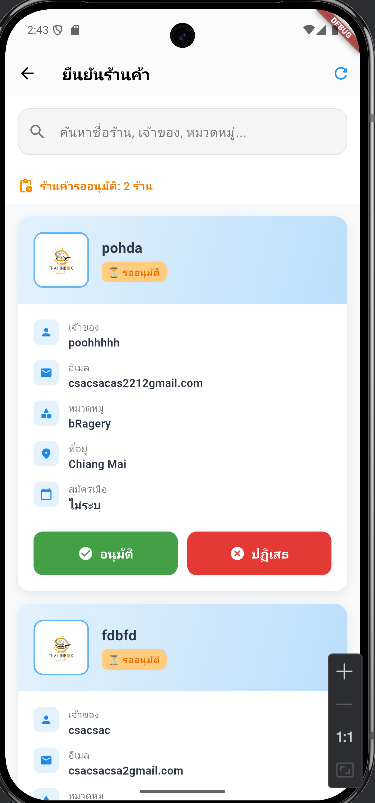 2:43
DEBUG
ยืนยันร้านค้า
ค้นหาชื่อร้าน, เจ้าของ, หมวดหมู่...
ร้านค้ารออนุมัติ: 2 ร้าน
pohda
⏳ รออนุมัติ
เจ้าของ
poohhhhh
อีเมล
csacsacas2212gmail.com
หมวดหมู่
bRagery
ที่อยู่
Chiang Mai
สมัครเมื่อ
ไม่ระบุ
อนุมัติ
ปฏิเสธ
fdbfd
⏳ รออนุมัติ
เจ้าของ
csacsac
อีเมล
csacsacsa2gmail.com
หมวดหมู่
1:1